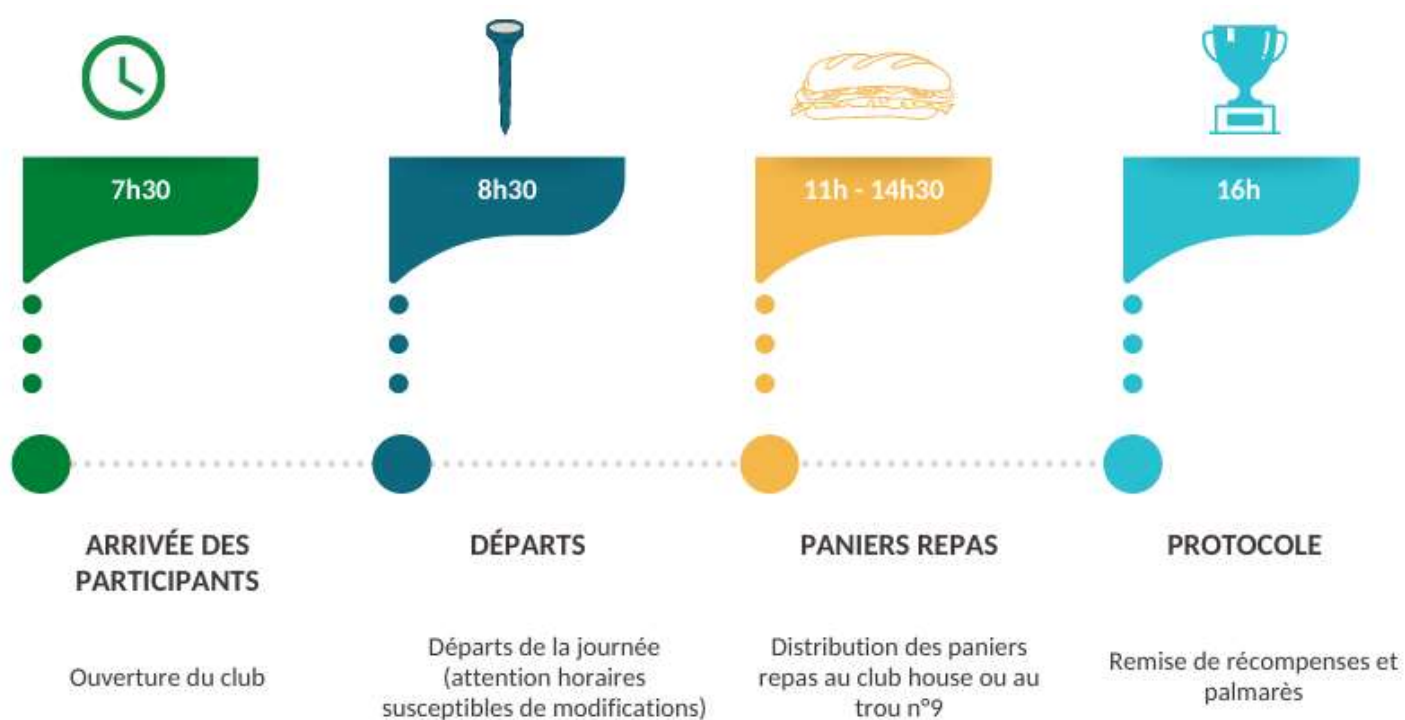 7h30
8h30
11h - 14h30
16h
ARRIVÉE DES
PARTICIPANTS
DÉPARTS
PANIERS REPAS
PROTOCOLE
Ouverture du club
Départs de la journée
(attention horaires
susceptibles de modifications)
Distribution des paniers
repas au club house ou au
trou n°9
Remise de récompenses et
palmarès